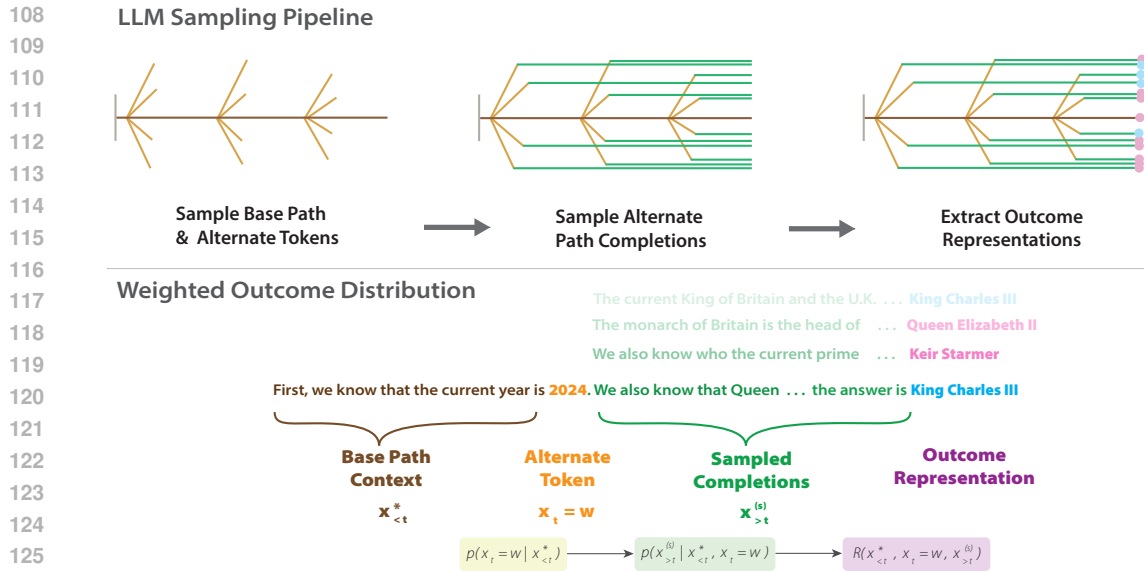 108
LLM Sampling Pipeline
109
110
111
112
113
114
Sample Base Path
& Alternate Tokens
Sample Alternate
Path Completions
Extract Outcome
Representations
115
116
Weighted Outcome Distribution
117
The current King of Britain and the U.K. ... King Charles III
118
The monarch of Britain is the head of ... Queen Elizabeth II
119
We also know who the current prime ... Keir Starmer
120
First, we know that the current year is 2024. We also know that Queen ... the answer is King Charles III
121
122
Base Path
Context
x*<t
Alternate
Token
x t = w
Sampled
Completions
x(s)>t
Outcome
Representation
123
124
125
p(x t = w | x*<t)
p(x(s)>t | x*<t, x t = w)
R(x*<t, x t = w, x(s)>t)